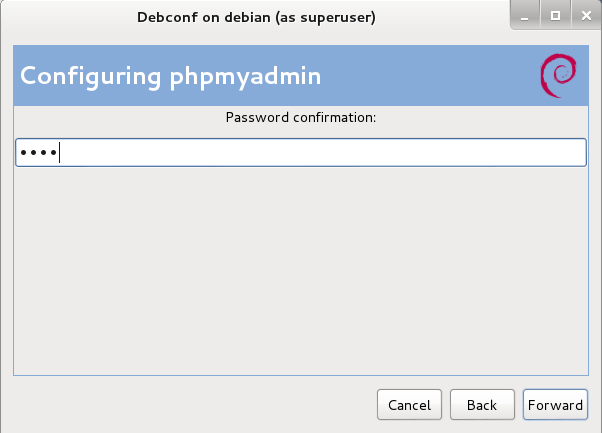 Debconf on debian (as superuser)
Configuring phpmyadmin
Password confirmation:
••••
Cancel Back Forward